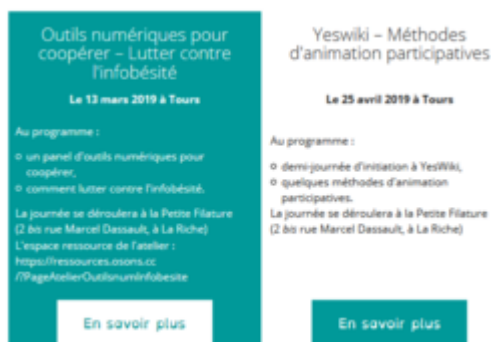 Outils numériques pour
coopérer – Lutter contre
l'infobésité
Le 13 mars 2019 à Tours
Au programme :
o un panel d'outils numériques pour
coopérer,
o comment lutter contre l'infobésité.
La journée se déroulera à la Petite Filature
(2 bis rue Marcel Dassault, à La Riche)
L'espace ressource de l'atelier :
https://ressources.osons.cc
/?PageAtelierOutilsnumInfobesite
En savoir plus
Yeswiki – Méthodes
d'animation participatives
Le 25 avril 2019 à Tours
Au programme :
o demi-journée d'initiation à YesWiki,
o quelques méthodes d'animation
participatives.
La journée se déroulera à la Petite Filature
(2 bis rue Marcel Dassault, à La Riche)
En savoir plus